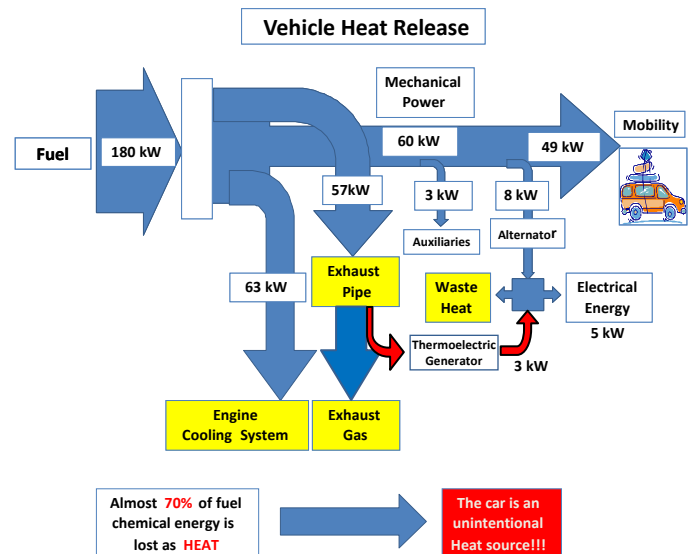 Vehicle Heat Release
Mechanical
Power
Mobility
Fuel
180 kW
60 kW
49 kW
57kW
3 kW
8 kW
Auxiliaries
Alternator
63 kW
Exhaust
Pipe
Waste
Heat
Electrical
Energy
5 kW
Thermoelectric
Generator
3 kW
Engine
Cooling System
Exhaust
Gas
Almost 70% of fuel
chemical energy is
lost as HEAT
The car is an
unintentional
Heat source!!!